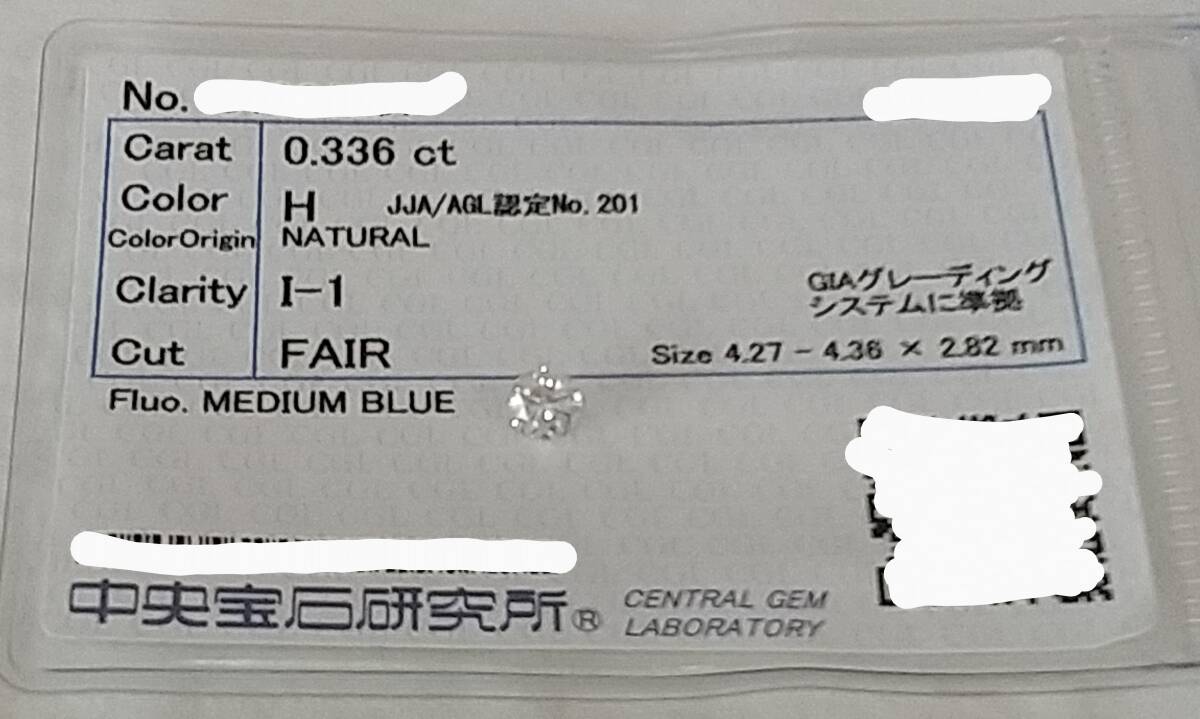 No.
Carat 0.336 ct
Color H JJA/AGL認定No. 201
ColorOrigin NATURAL
Clarity I-1
GIAグレーディング
システムに準拠
Cut FAIR Size 4.27 - 4.36 × 2.82 mm
Fluo. MEDIUM BLUE
中央宝石研究所® CENTRAL GEM
LABORATORY